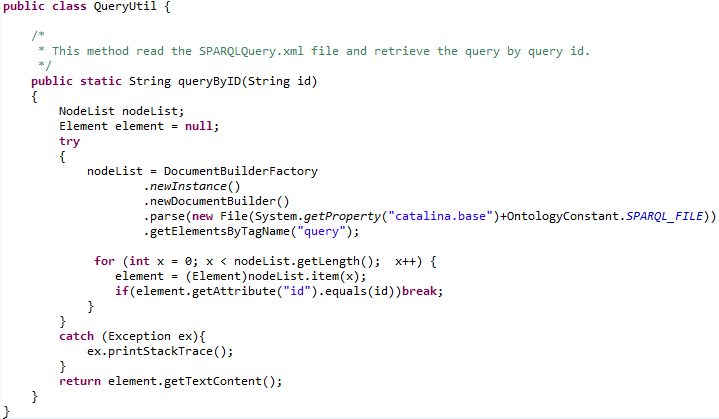 public class QueryUtil {
/*
* This method read the SPARQLQuery.xml file and retrieve the query by query id.
*/
public static String queryByID(String id)
{
NodeList nodeList;
Element element = null;
try
{
nodeList = DocumentBuilderFactory
.newInstance()
.newDocumentBuilder()
.parse(new File(System.getProperty("catalina.base")+OntologyConstant.SPARQL_FILE))
.getElementsByTagName("query");
for (int x = 0; x < nodeList.getLength();  x++) {
element = (Element)nodeList.item(x);
if(element.getAttribute("id").equals(id))break;
}
}
catch (Exception ex){
ex.printStackTrace();
}
return element.getTextContent();
}
}